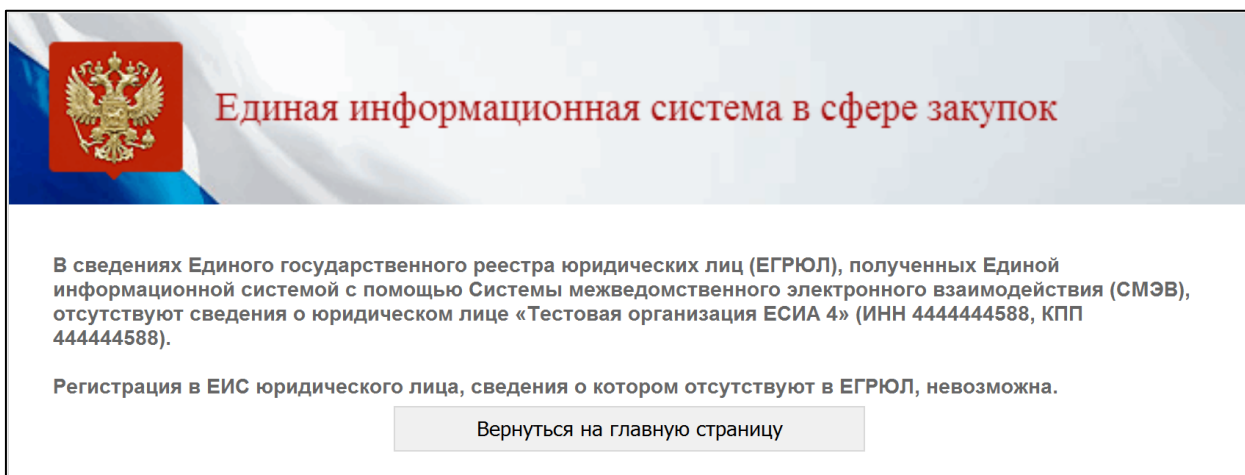 Единая информационная система в сфере закупок
В сведениях Единого государственного реестра юридических лиц (ЕГРЮЛ), полученных Единой
информационной системой с помощью Системы межведомственного электронного взаимодействия (СМЭВ),
отсутствуют сведения о юридическом лице «Тестовая организация ЕСИА 4» (ИНН 4444444588, КПП
444444588).
Регистрация в ЕИС юридического лица, сведения о котором отсутствуют в ЕГРЮЛ, невозможна.
Вернуться на главную страницу